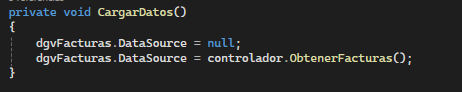 private void CargarDatos()
{
    dgvFacturas.DataSource = null;
    dgvFacturas.DataSource = controlador.ObtenerFacturas();
}